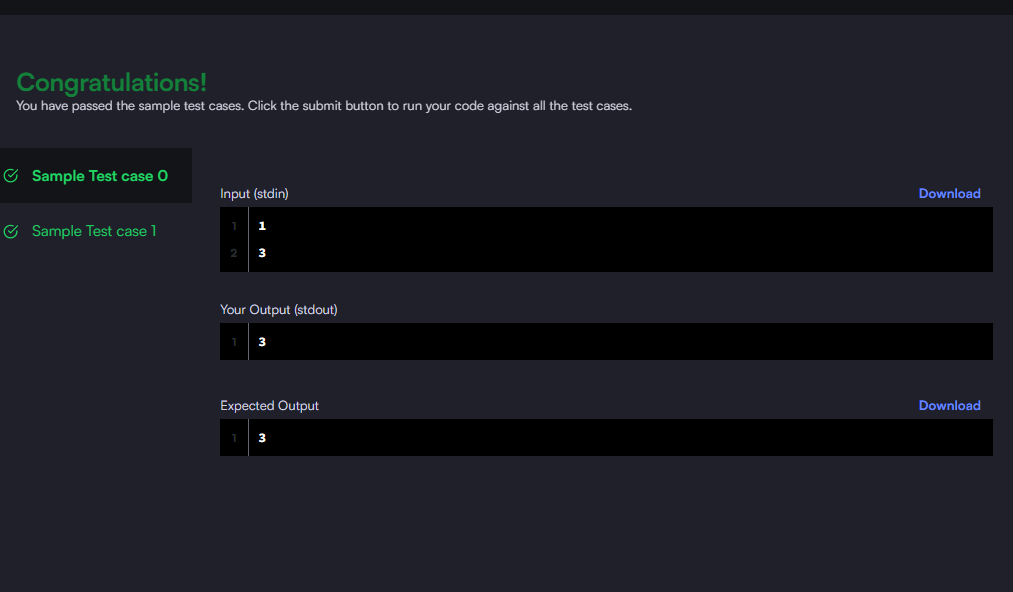 Congratulations!
You have passed the sample test cases. Click the submit button to run your code against all the test cases.
Sample Test case 0
Sample Test case 1
Input (stdin)
Download
1 1
2 3
Your Output (stdout)
1 3
Expected Output
Download
1 3